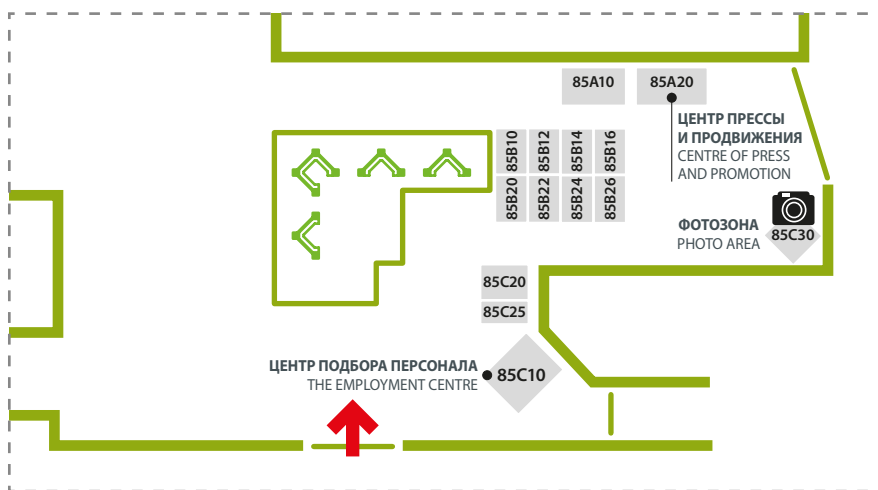 85A10
85A20
ЦЕНТР ПРЕССЫ
И ПРОДВИЖЕНИЯ
CENTRE OF PRESS
AND PROMOTION
85B10
85B12
85B14
85B16
85B20
85B22
85B24
85B26
ФОТОЗОНА
PHOTO AREA
85C30
85C20
85C25
ЦЕНТР ПОДБОРА ПЕРСОНАЛА
THE EMPLOYMENT CENTRE
85C10